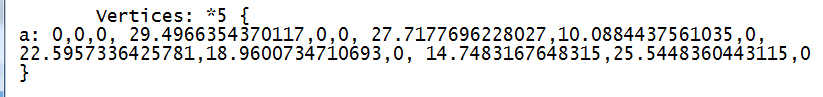 Vertices: *5 {
a: 0,0,0, 29.4966354370117,0,0, 27.7177696228027,10.0884437561035,0,
22.5957336425781,18.9600734710693,0, 14.7483167648315,25.5448360443115,0
}